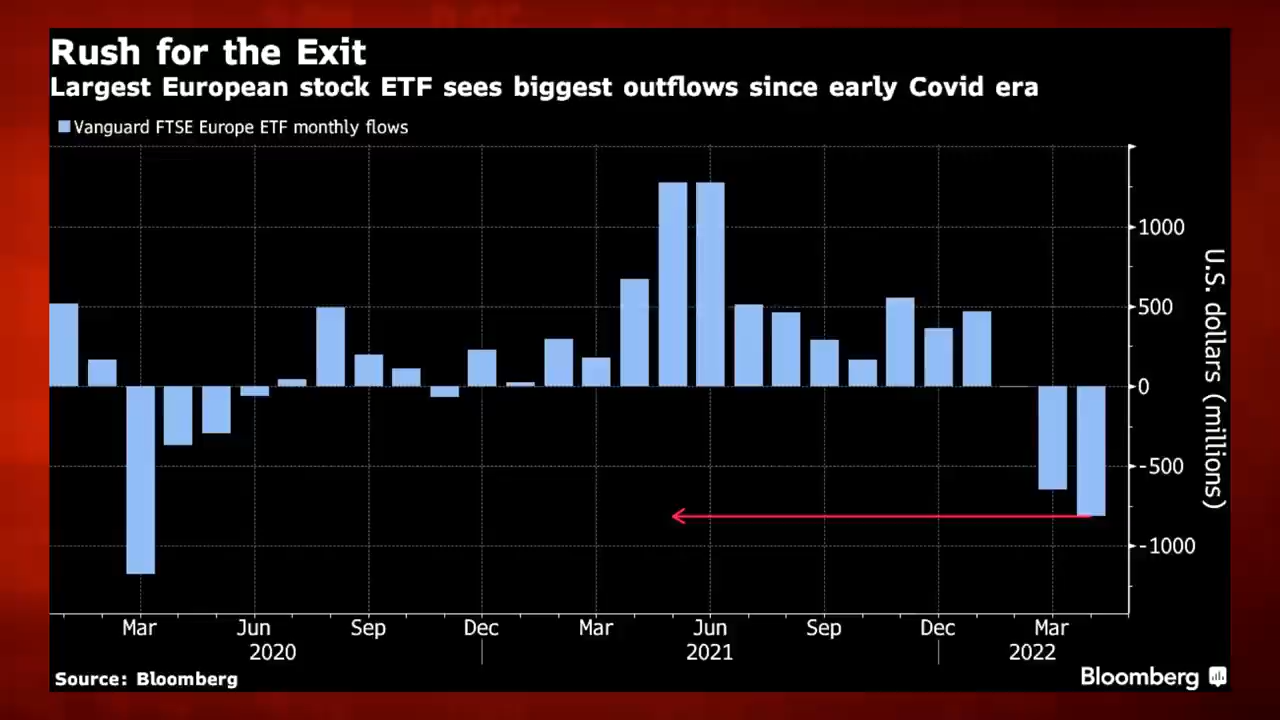 Rush for the Exit
Largest European stock ETF sees biggest outflows since early Covid era
Vanguard FTSE Europe ETF monthly flows
1000
500
0
-500
-1000
U.S. dollars (millions)
Mar Jun Sep Dec Mar Jun Sep Dec Mar
2020 2021 2022
Source: Bloomberg
Bloomberg